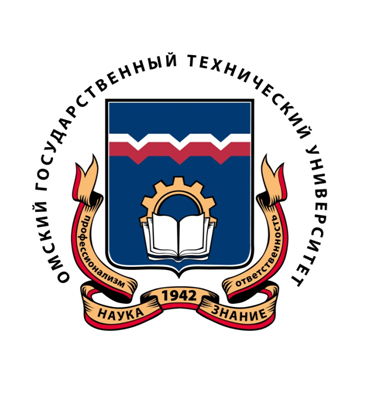 ОМСКИЙ ГОСУДАРСТВЕННЫЙ ТЕХНИЧЕСКИЙ УНИВЕРСИТЕТ
профессионализм
ответственность
НАУКА
1942
ЗНАНИЕ